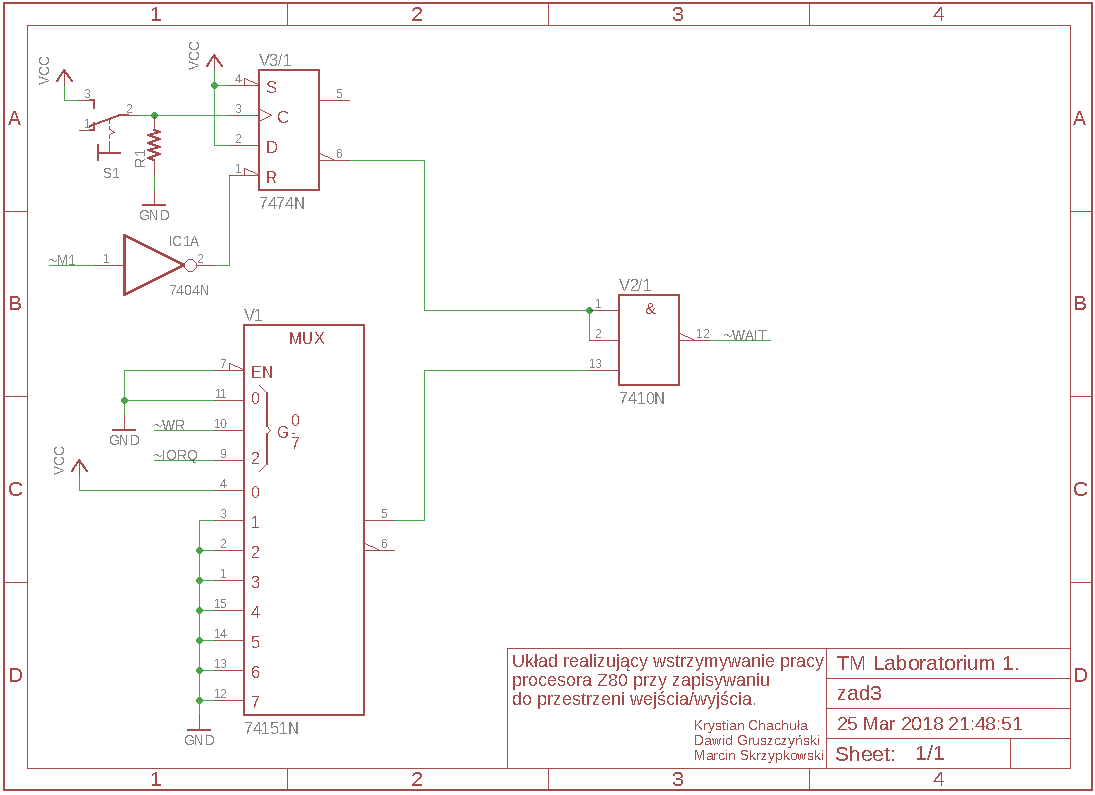 1 2 3 4
A
B
C
D
A
B
C
D
VCC
3
1
2
S1
R1
GND
VCC
V3/1
4 S
3 C
2 D
1 R
5
6
7474N
~M1 1
IC1A
2
7404N
V1
MUX
7 EN
11 0
~WR 10
~IORQ 9 2
G 0
-
7
GND
VCC
4 0
3 1
2 2
1 3
15 4
14 5
13 6
12 7
5
6
GND
74151N
V2/1
&
1
2
13
12 ~WAIT
7410N
Układ realizujący wstrzymywanie pracy
procesora Z80 przy zapisywaniu
do przestrzeni wejścia/wyjścia.
Krystian Chachuła
Dawid Gruszczyński
Marcin Skrzypkowski
TM Laboratorium 1.
zad3
25 Mar 2018 21:48:51
Sheet: 1/1
1 2 3 4